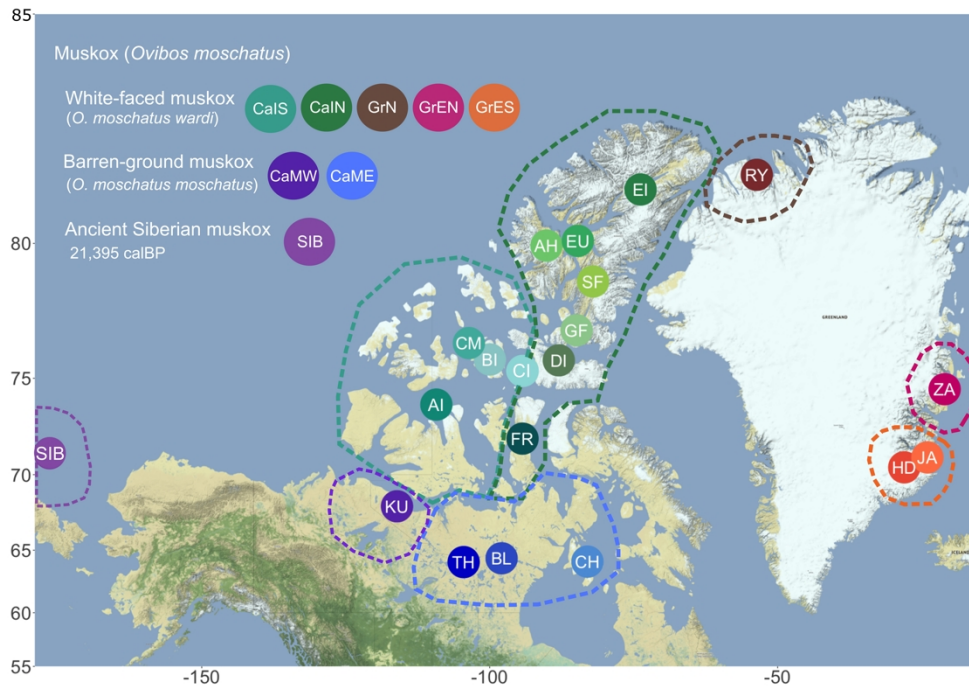 85
Muskox (Ovibos moschatus)
White-faced muskox
(O. moschatus wardi)
CaIS CaIN GrN GrEN GrES
Barren-ground muskox
(O. moschatus moschatus)
CaMW CaME
Ancient Siberian muskox
21,395 calBP
SIB
EI
RY
80
AH EU
SF
CM BI CI
GF
DI
GREENLAND
75
AI
ZA
FR
SIB
70
HD JA
KU
65
TH BL CH
ICELAND
60
55
-150 -100 -50